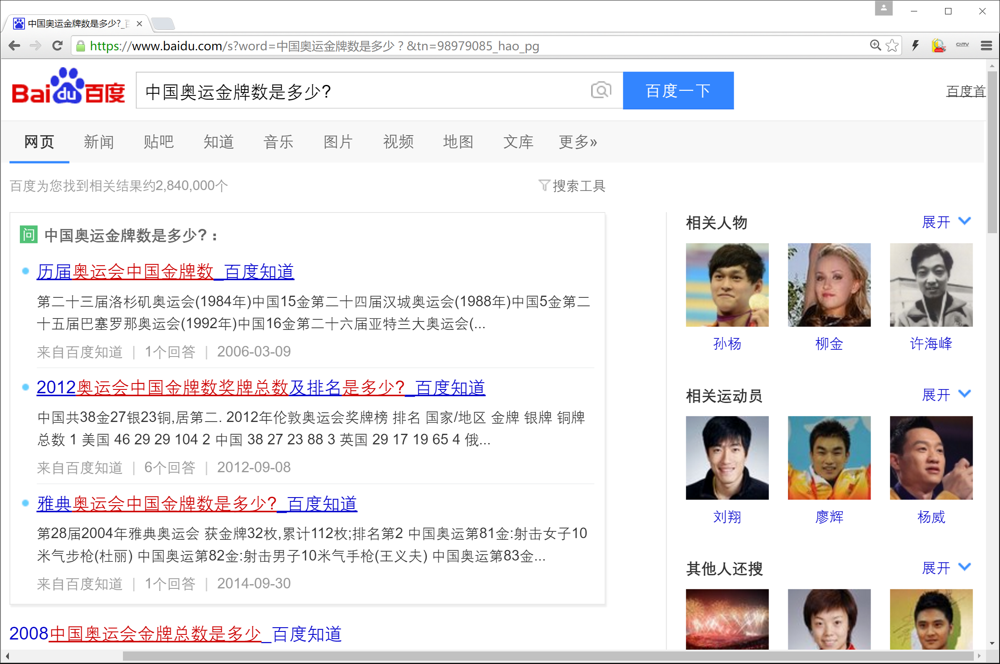 中国奥运金牌数是多少?_百
https://www.baidu.com/s?word=中国奥运金牌数是多少？&tn=98979085_hao_pg
CNTV
Bai du 百度
中国奥运金牌数是多少?
百度一下
百度首
网页 新闻 贴吧 知道 音乐 图片 视频 地图 文库 更多»
百度为您找到相关结果约2,840,000个
搜索工具
问 中国奥运金牌数是多少?：
历届奥运会中国金牌数_百度知道
第二十三届洛杉矶奥运会(1984年)中国15金第二十四届汉城奥运会(1988年)中国5金第二
十五届巴塞罗那奥运会(1992年)中国16金第二十六届亚特兰大奥运会(...
来自百度知道 | 1个回答 | 2006-03-09
2012奥运会中国金牌数奖牌总数及排名是多少?_百度知道
中国共38金27银23铜,居第二. 2012年伦敦奥运会奖牌榜 排名 国家/地区 金牌 银牌 铜牌
总数 1 美国 46 29 29 104 2 中国 38 27 23 88 3 英国 29 17 19 65 4 俄...
来自百度知道 | 6个回答 | 2012-09-08
雅典奥运会中国金牌数是多少?_百度知道
第28届2004年雅典奥运会 获金牌32枚,累计112枚;排名第2 中国奥运第81金:射击女子10
米气步枪(杜丽) 中国奥运第82金:射击男子10米气手枪(王义夫) 中国奥运第83金...
来自百度知道 | 1个回答 | 2014-09-30
2008中国奥运会金牌总数是多少_百度知道
相关人物 展开
孙杨 柳金 许海峰
相关运动员 展开
刘翔 廖辉 杨威
其他人还搜 展开